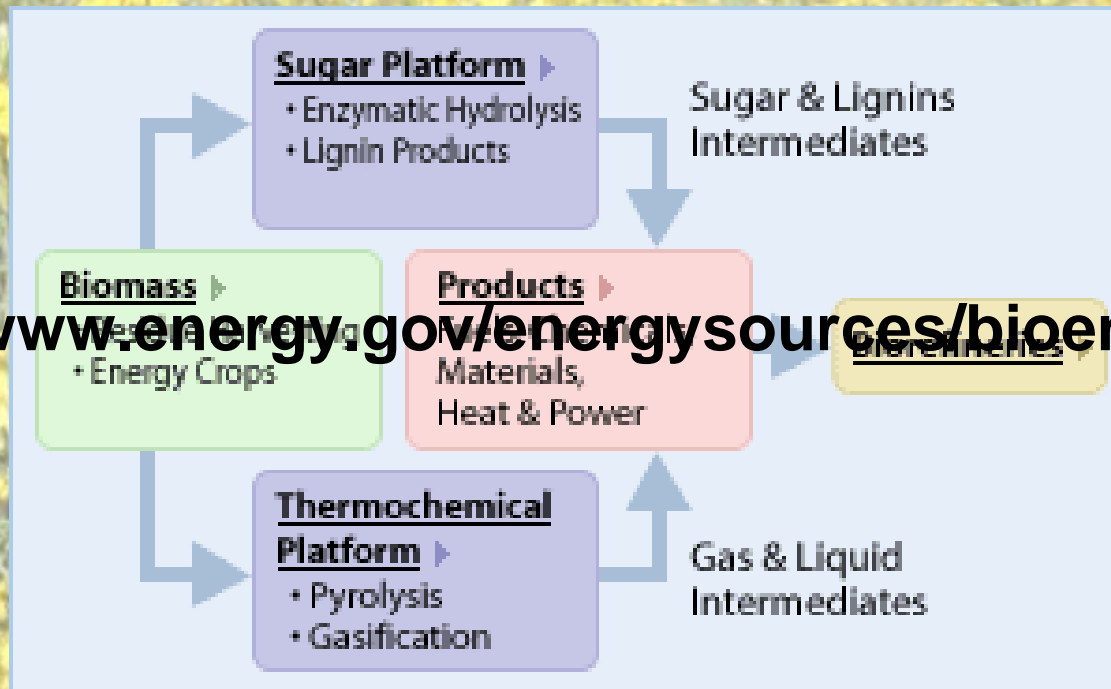 Sugar Platform
• Enzymatic Hydrolysis
• Lignin Products
Sugar & Lignins
Intermediates
Biomass
• Energy Crops
Products
Materials,
Heat & Power
www.energy.gov/energysources/bioen
Biorefineries
Thermochemical
Platform
• Pyrolysis
• Gasification
Gas & Liquid
Intermediates